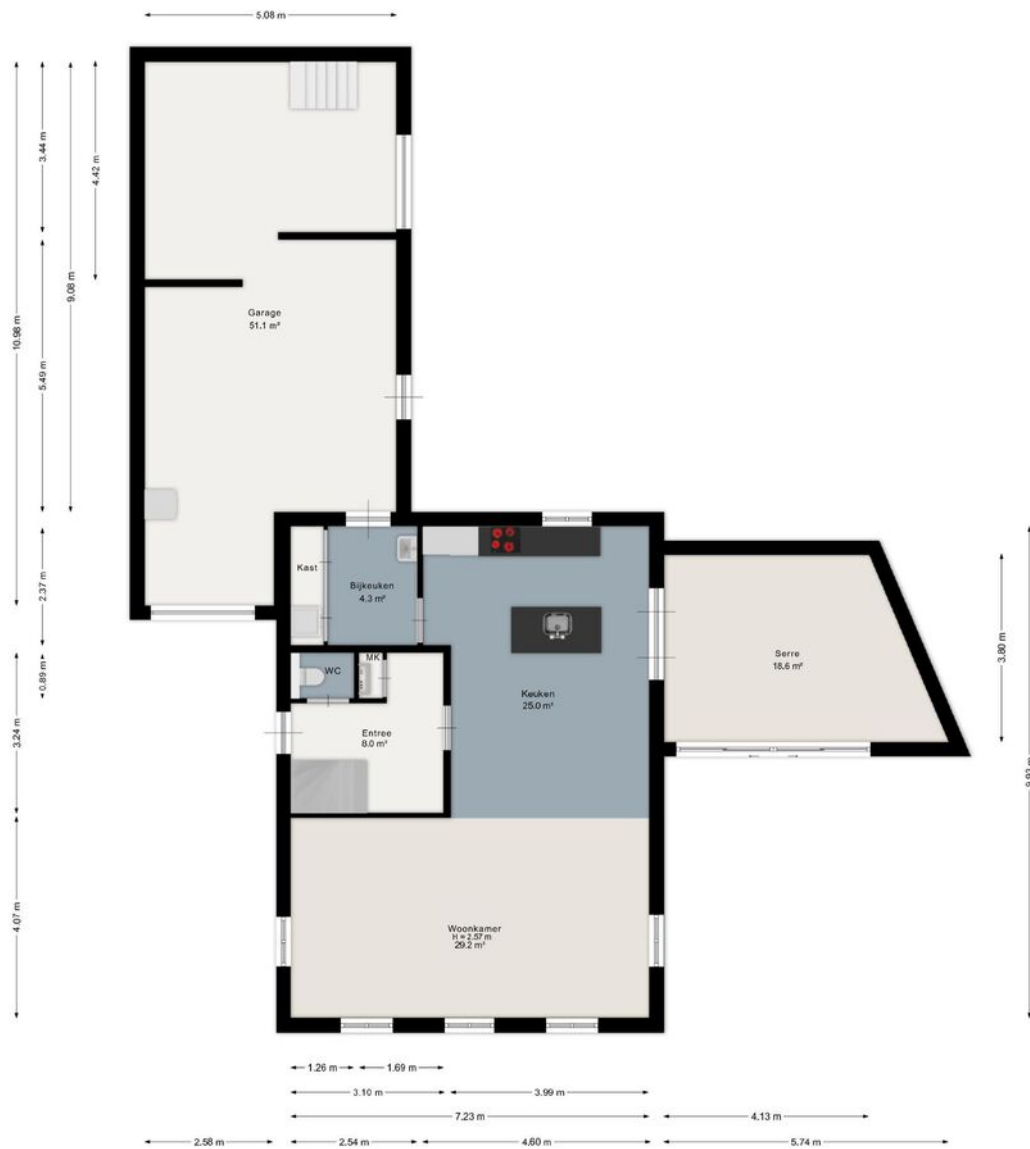 5.08 m
10.98 m
3.44 m
9.08 m
4.42 m
5.49 m
Garage
51.1 m²
2.37 m
Kast
Bijkeuken
4.3 m²
0.89 m
WC
MK
Keuken
25.0 m²
Serre
18.6 m²
3.80 m
3.24 m
Entree
8.0 m²
9.93 m
4.07 m
Woonkamer
H = 2.57 m
29.2 m²
1.26 m
1.69 m
3.10 m
3.99 m
7.23 m
4.13 m
2.58 m
2.54 m
4.60 m
5.74 m